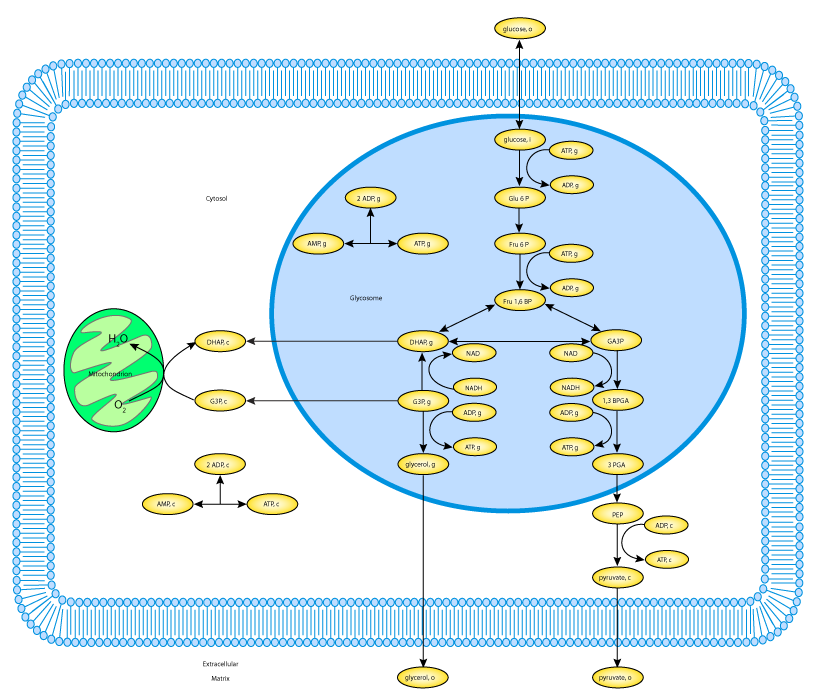 glucose, o
glucose, i
ATP, g
ADP, g
Cytosol
2 ADP, g
Glu 6 P
AMP, g
ATP, g
Fru 6 P
ATP, g
ADP, g
Glycosome
Fru 1,6 BP
H2O
DHAP, c
DHAP, g
GA3P
NAD
NAD
Mitochondrion
NADH
NADH
O2
G3P, c
G3P, g
1,3 BPGA
ADP, g
ADP, g
ATP, g
ATP, g
2 ADP, c
glycerol, g
3 PGA
AMP, c
ATP, c
PEP
ADP, c
ATP, c
pyruvate, c
Extracellular
Matrix
glycerol, o
pyruvate, o